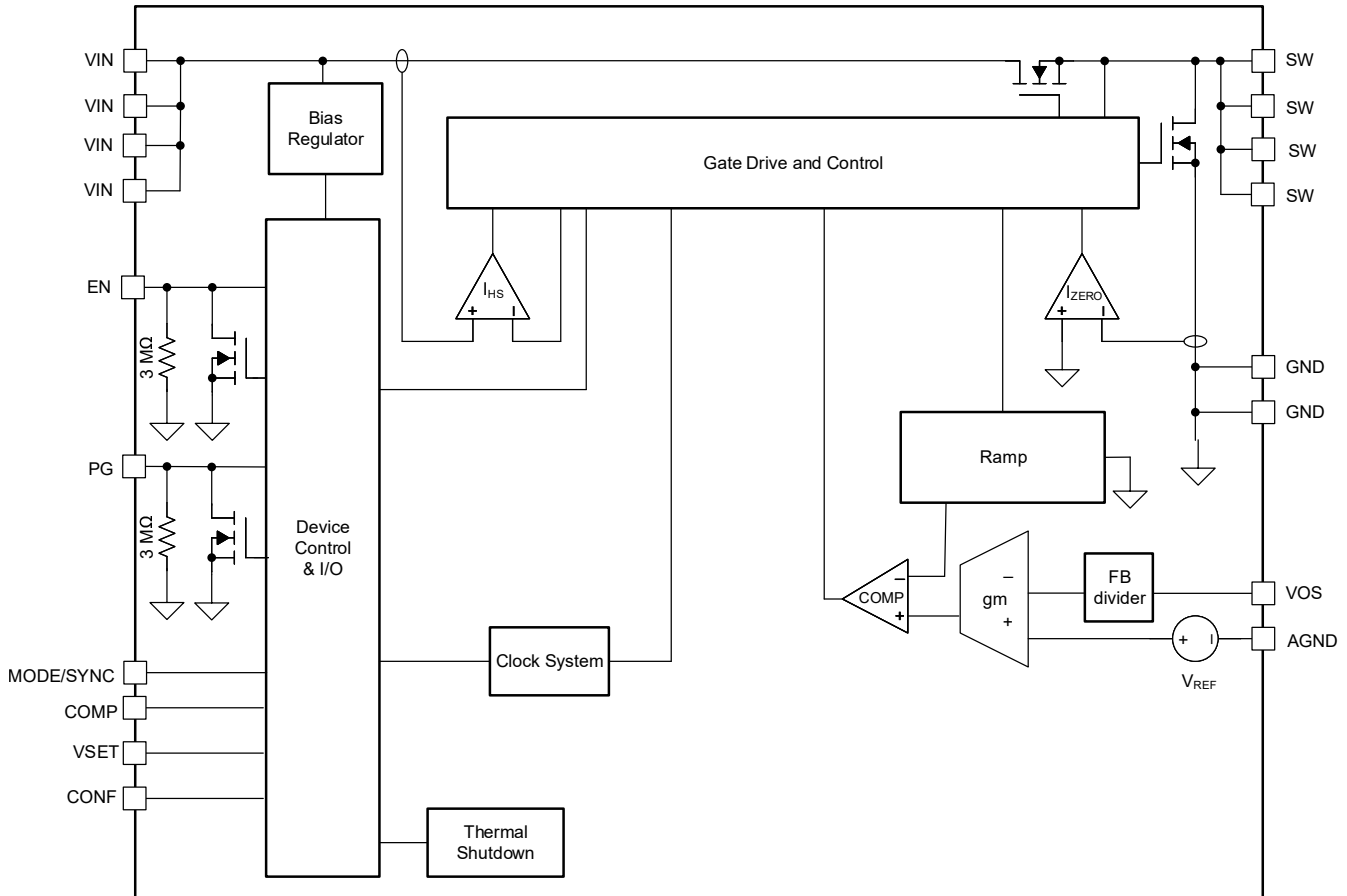 VIN
VIN
VIN
VIN
EN
3 MΩ
PG
3 MΩ
MODE/SYNC
COMP
VSET
CONF
Bias
Regulator
Device
Control
& I/O
Gate Drive and Control
I_HS
+
I
I_ZERO
+
I
Ramp
COMP
−
+
gm
−
+
FB
divider
+
I
V_REF
Clock System
Thermal
Shutdown
SW
SW
SW
SW
GND
GND
VOS
AGND